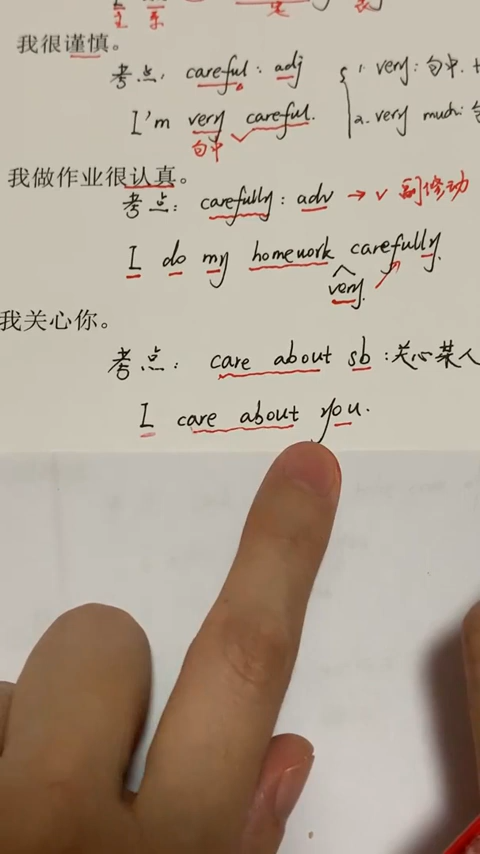 主 系
我很谨慎。
考点: careful: adj { 1. very: 句中.
I'm very careful. 2. very much:
句中
我做作业很认真。
考点: carefully: adv → v 副修动
I do my homework carefully.
very.
我关心你。
考点: care about sb: 关心某人
I care about you.